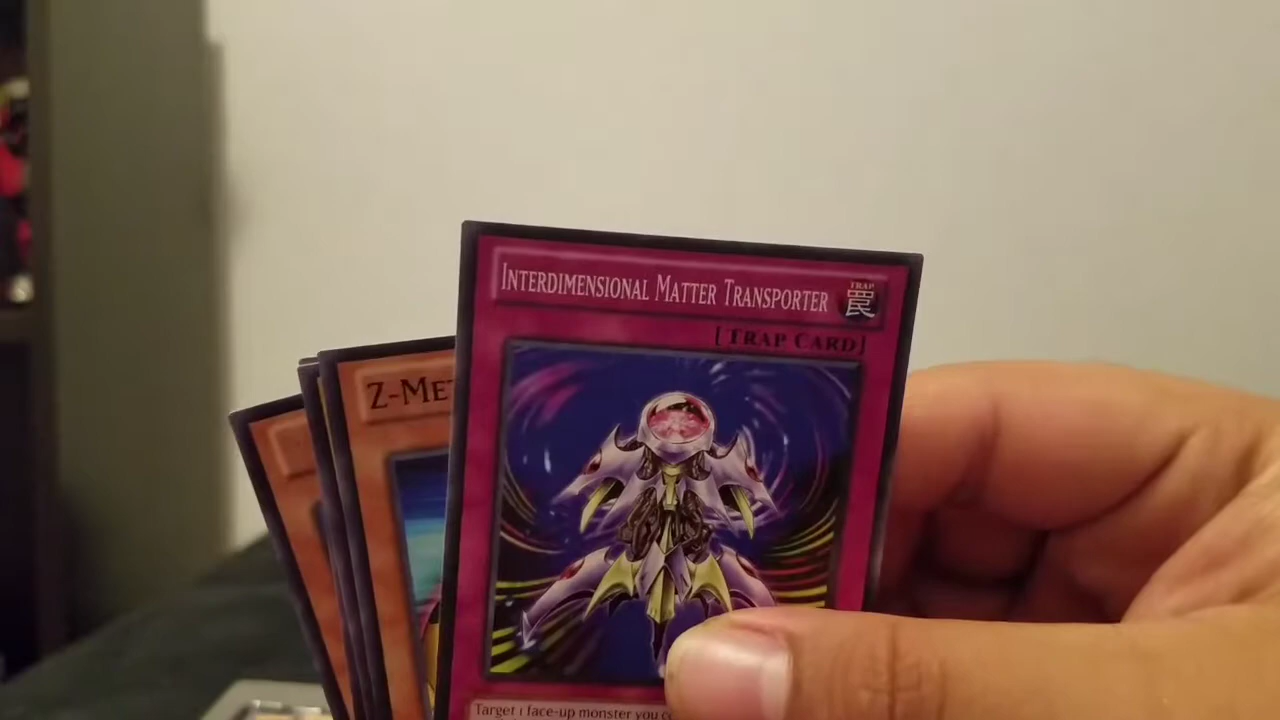 INTERDIMENSIONAL MATTER TRANSPORTER
TRAP
罠
[TRAP CARD]
Z-MET
Target 1 face-up monster you co